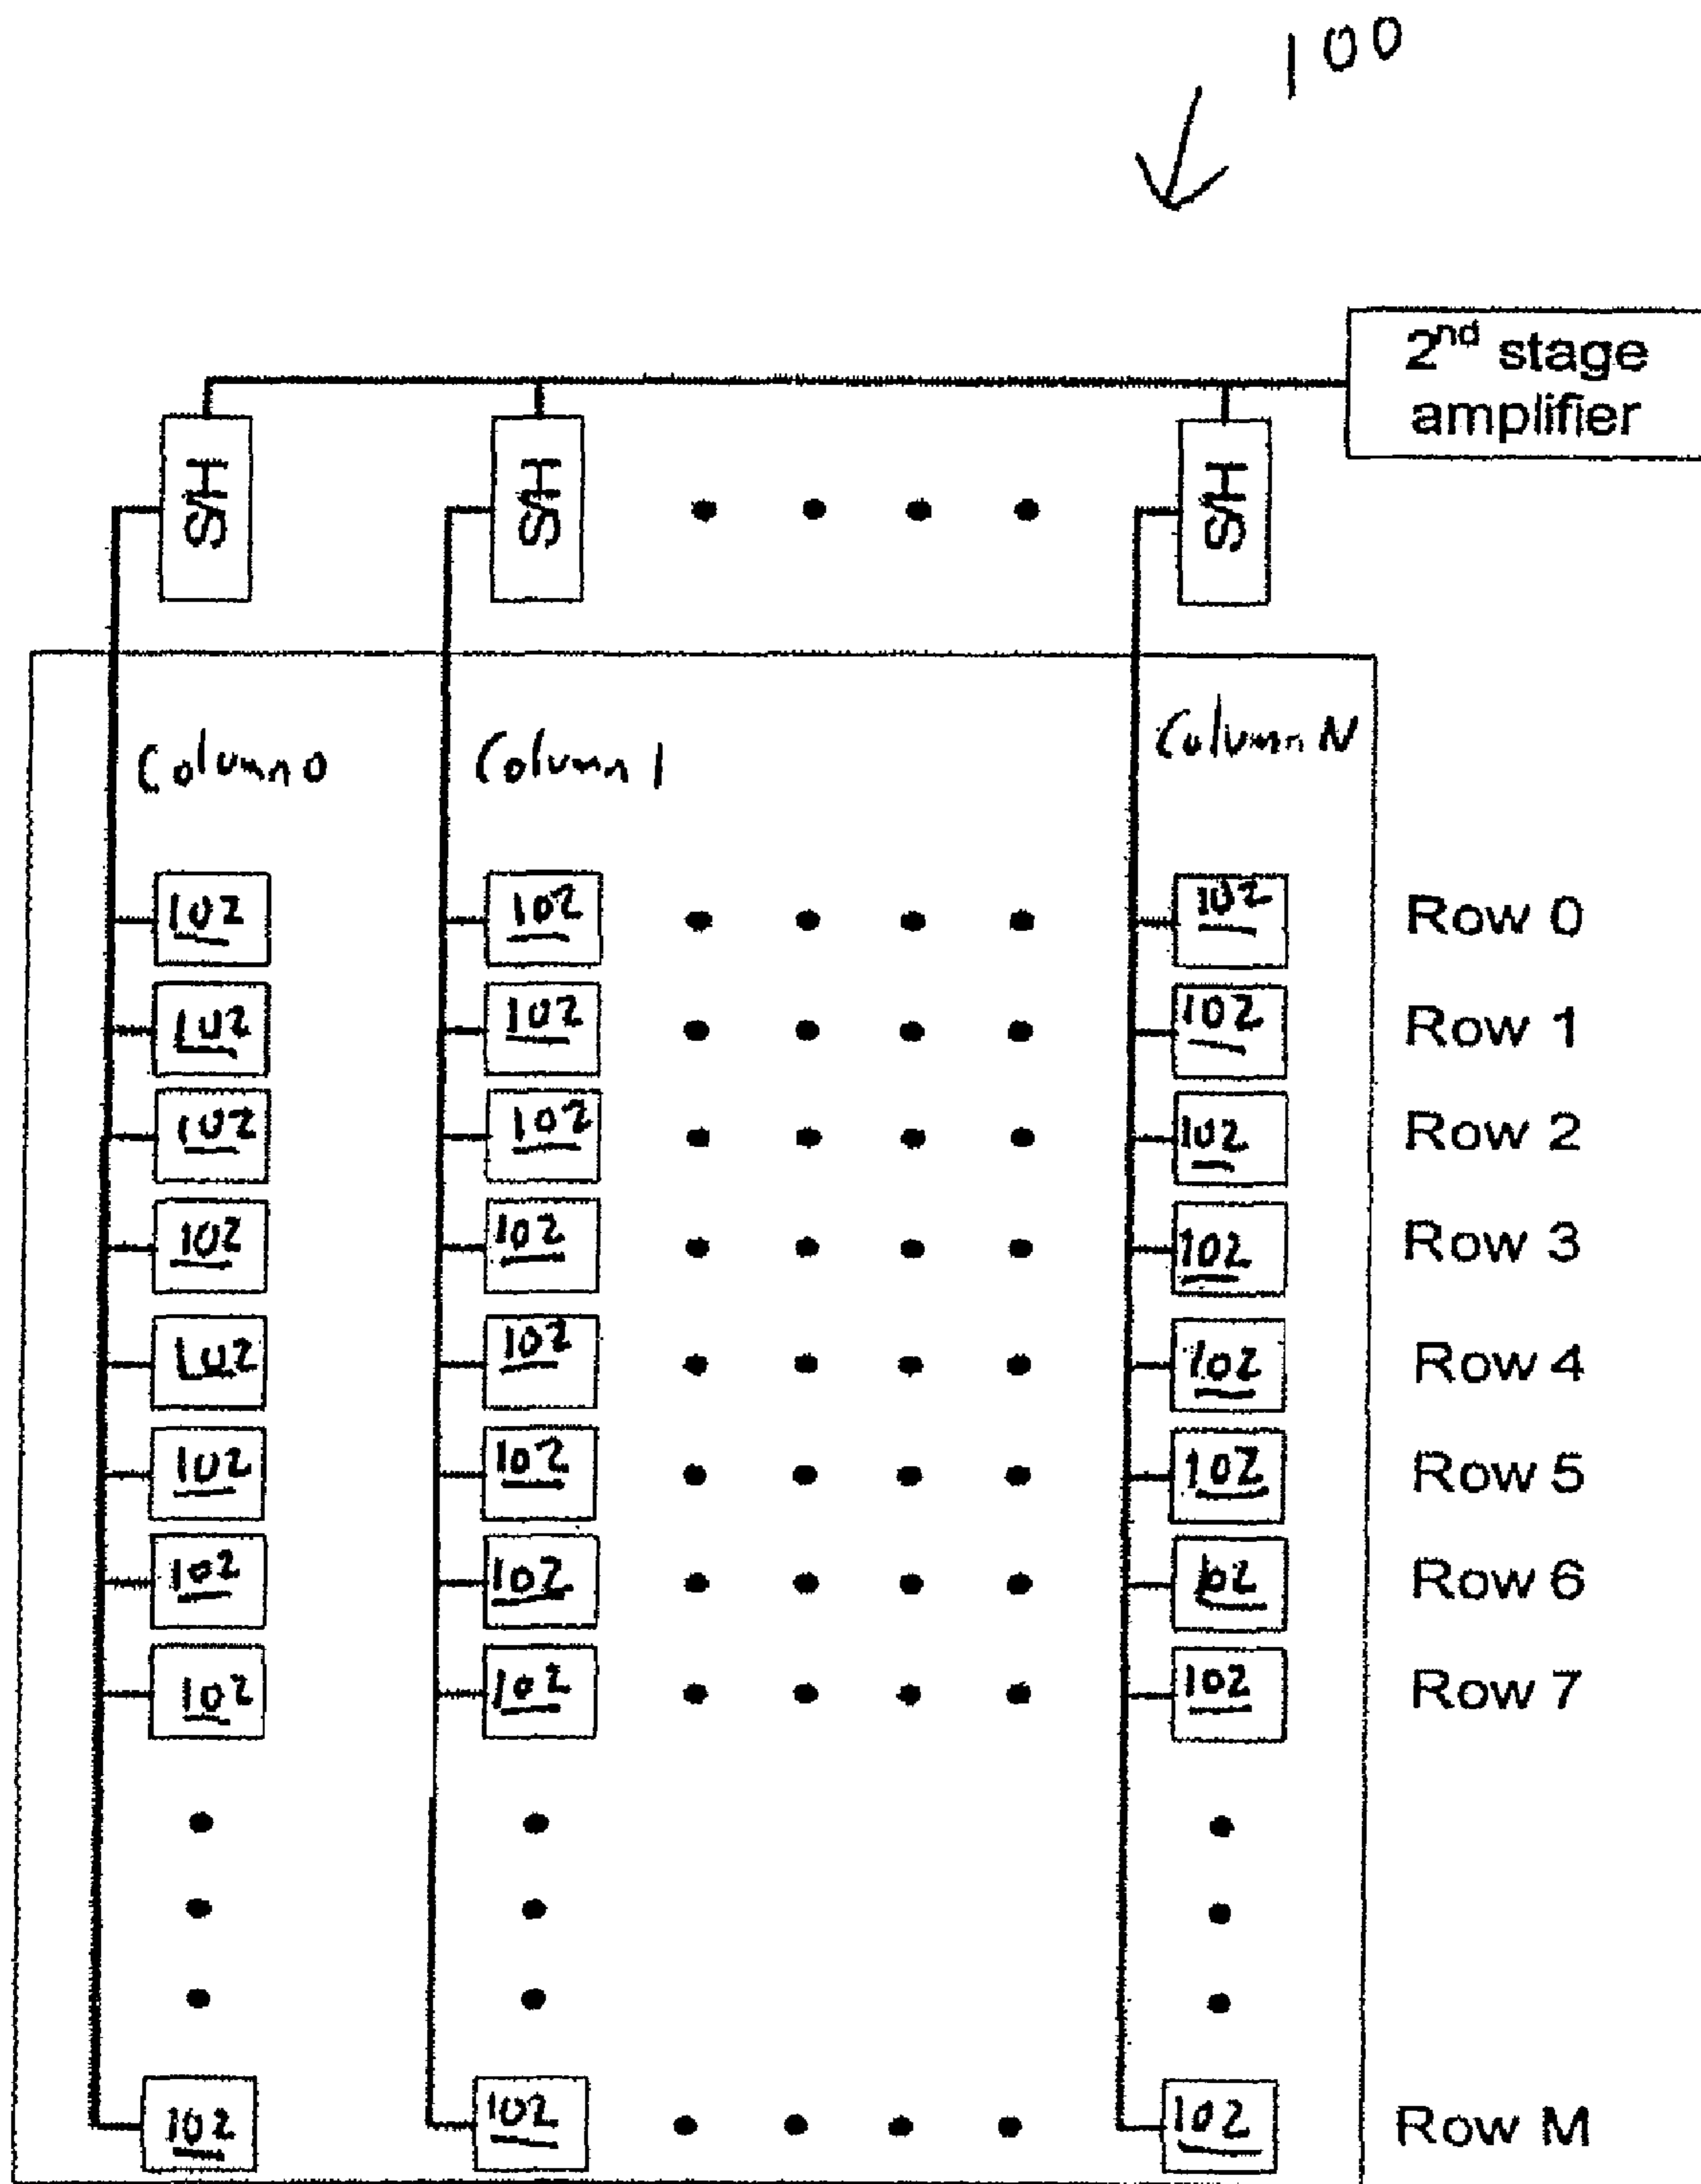 100
2nd stage
amplifier
S/H S/H S/H
Column 0 Column 1 Column N
102 102 102 Row 0
102 102 102 Row 1
102 102 102 Row 2
102 102 102 Row 3
102 102 102 Row 4
102 102 102 Row 5
102 102 102 Row 6
102 102 102 Row 7
102 102 102 Row M